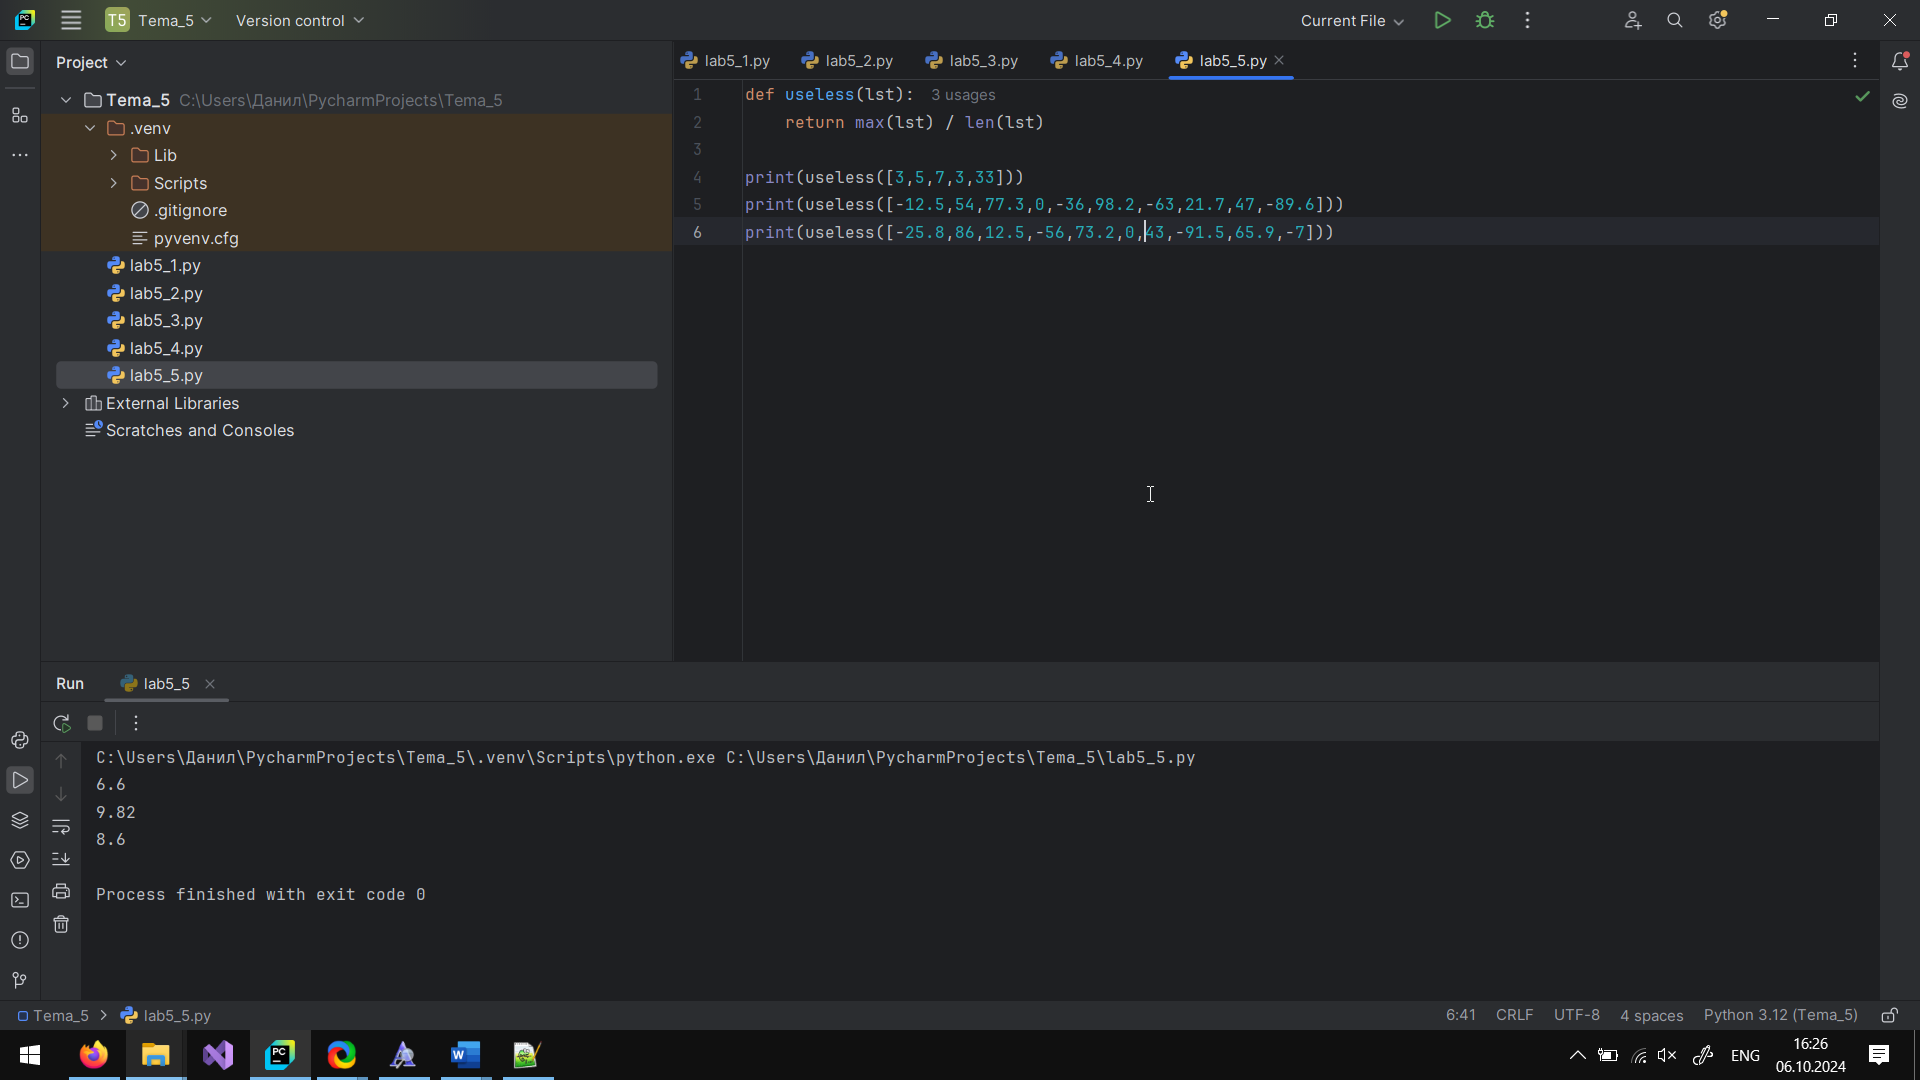 T5 Tema_5 Version control Current File
Project
lab5_1.py lab5_2.py lab5_3.py lab5_4.py lab5_5.py
Tema_5 C:\Users\Данил\PycharmProjects\Tema_5
.venv
Lib
Scripts
.gitignore
pyvenv.cfg
lab5_1.py
lab5_2.py
lab5_3.py
lab5_4.py
lab5_5.py
External Libraries
Scratches and Consoles
1 def useless(lst): 3 usages
2 return max(lst) / len(lst)
3
4 print(useless([3,5,7,3,33]))
5 print(useless([-12.5,54,77.3,0,-36,98.2,-63,21.7,47,-89.6]))
6 print(useless([-25.8,86,12.5,-56,73.2,0,43,-91.5,65.9,-7]))
Run lab5_5
C:\Users\Данил\PycharmProjects\Tema_5\.venv\Scripts\python.exe C:\Users\Данил\PycharmProjects\Tema_5\lab5_5.py
6.6
9.82
8.6
Process finished with exit code 0
Tema_5 lab5_5.py 6:41 CRLF UTF-8 4 spaces Python 3.12 (Tema_5)
ENG 16:26
06.10.2024